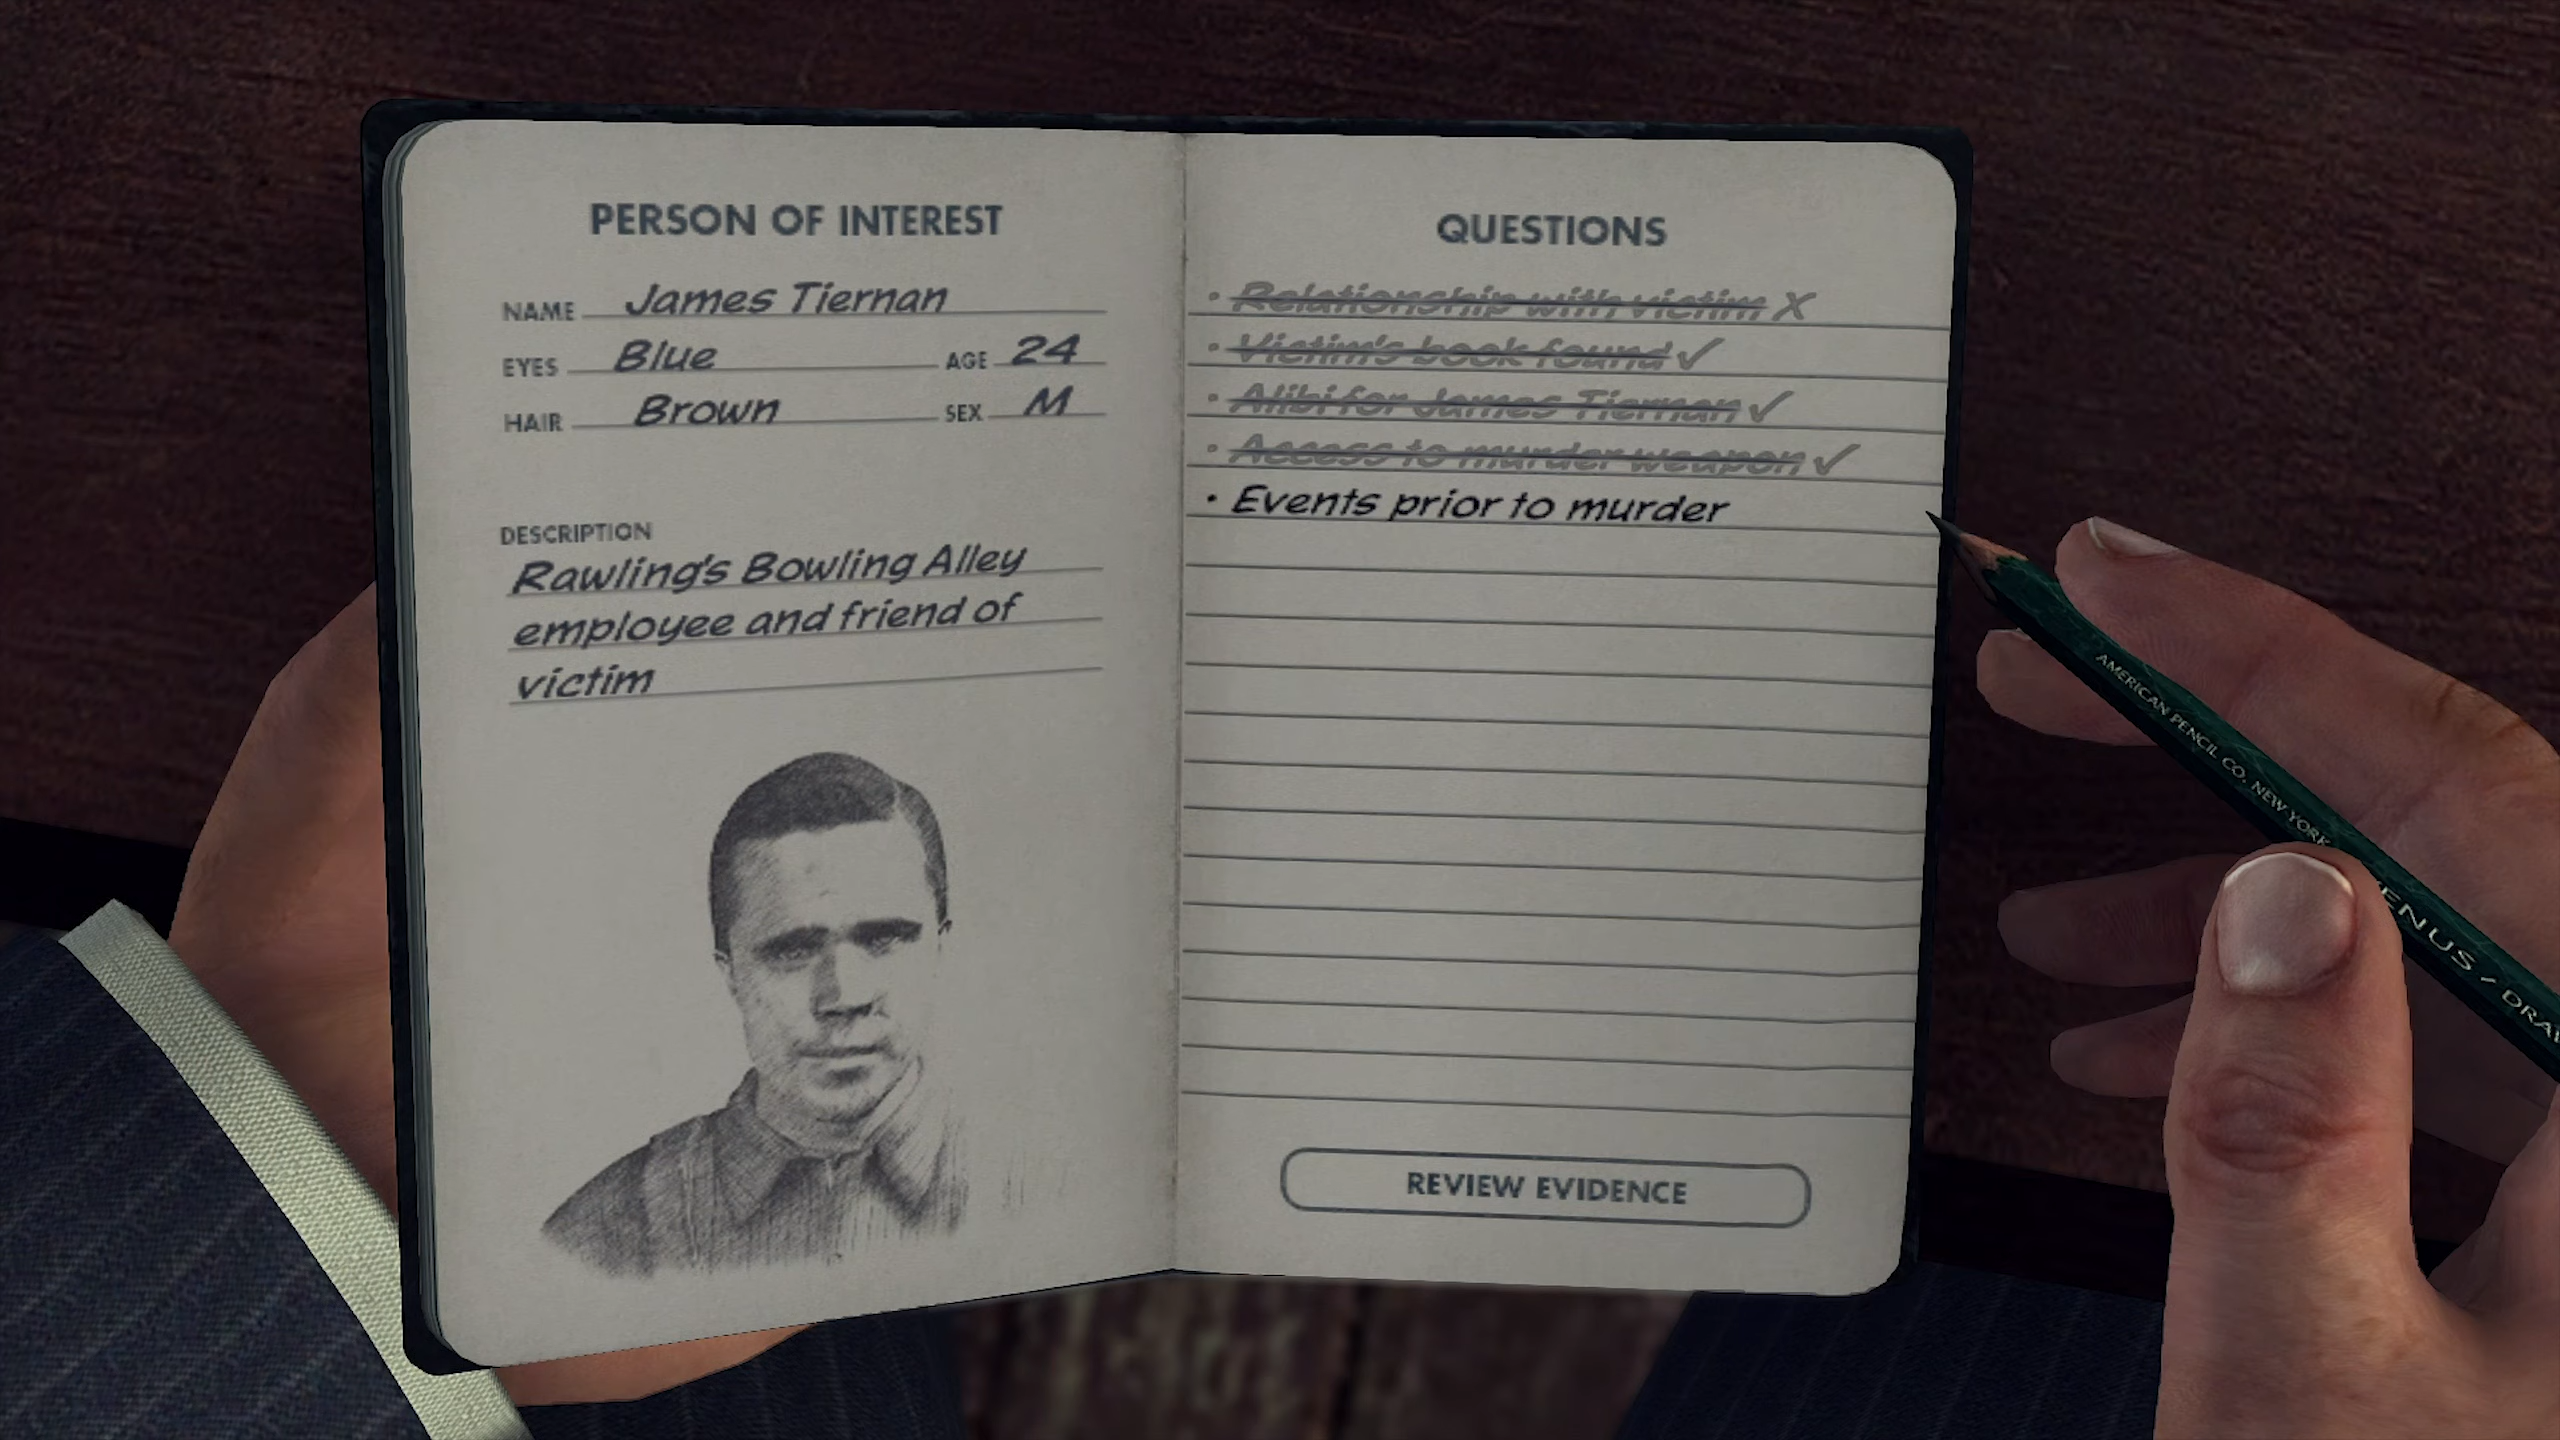 PERSON OF INTEREST
NAME James Tiernan
EYES Blue AGE 24
HAIR Brown SEX M
DESCRIPTION
Rawling's Bowling Alley
employee and friend of
victim
QUESTIONS
• Relationship with victim X
• Victim's book found ✓
• Alibi for James Tiernan ✓
• Access to murder weapon ✓
• Events prior to murder
REVIEW EVIDENCE
AMERICAN PENCIL CO. NEW YORK